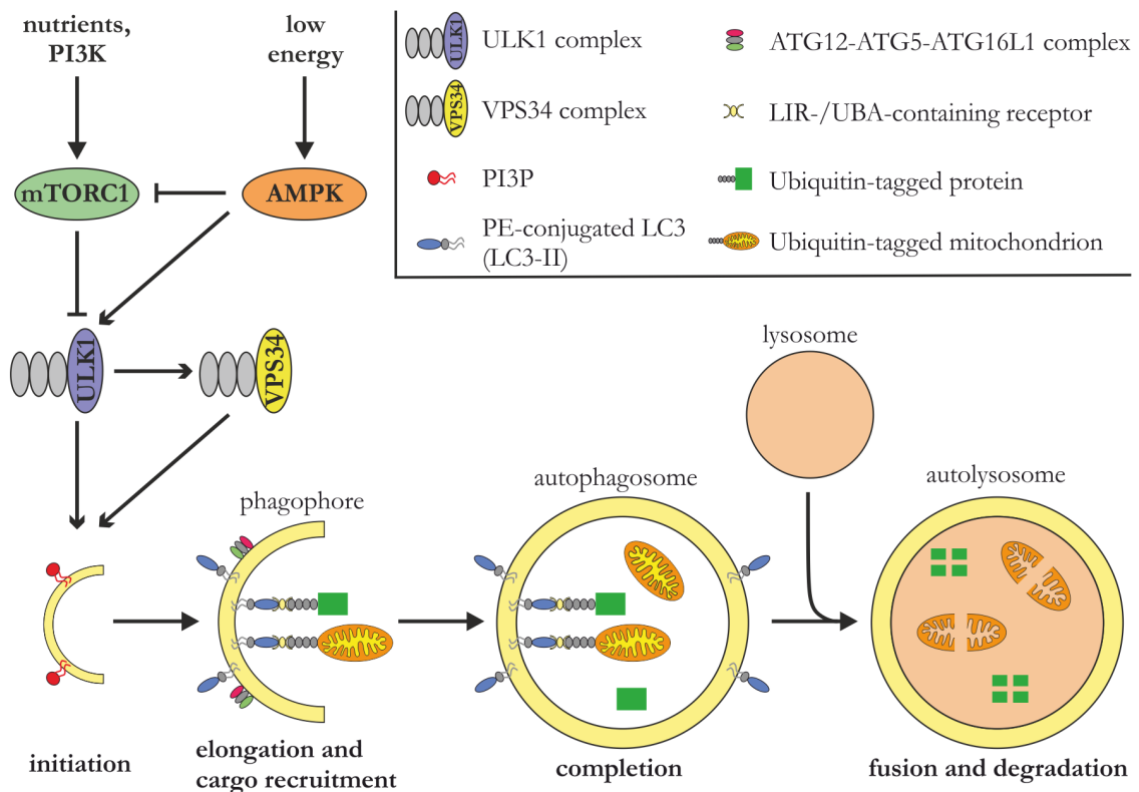 nutrients,
PI3K
low
energy
mTORC1
AMPK
ULK1
VPS34
ULK1
ULK1 complex
VPS34
VPS34 complex
PI3P
PE-conjugated LC3
(LC3-II)
ATG12-ATG5-ATG16L1 complex
LIR-/UBA-containing receptor
Ubiquitin-tagged protein
Ubiquitin-tagged mitochondrion
lysosome
phagophore
autophagosome
autolysosome
initiation
elongation and
cargo recruitment
completion
fusion and degradation